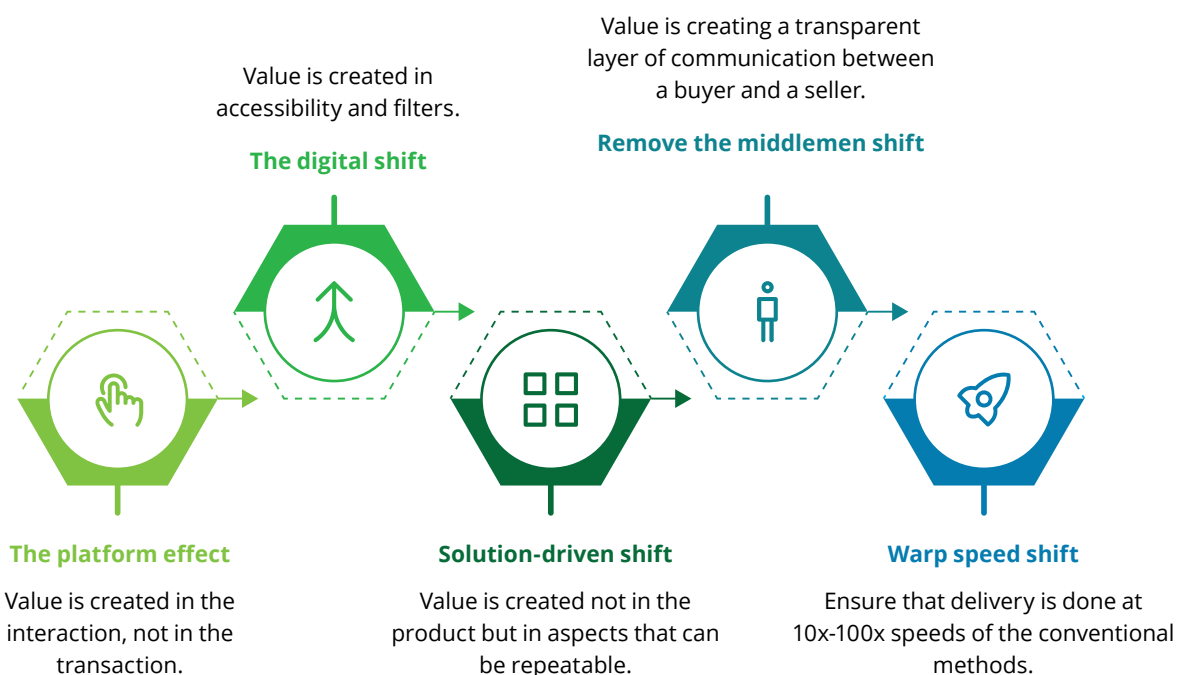 The platform effect
Value is created in the
interaction, not in the
transaction.
Value is created in
accessibility and filters.
The digital shift
Solution-driven shift
Value is created not in the
product but in aspects that can
be repeatable.
Value is creating a transparent
layer of communication between
a buyer and a seller.
Remove the middlemen shift
Warp speed shift
Ensure that delivery is done at
10x-100x speeds of the conventional
methods.